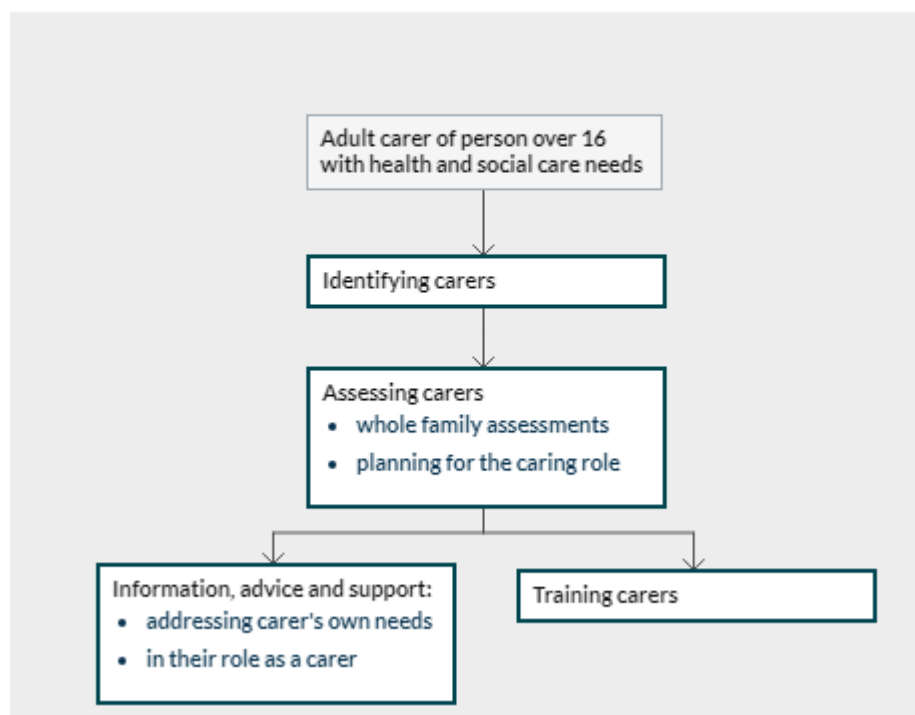 Adult carer of person over 16
with health and social care needs
Identifying carers
Assessing carers
• whole family assessments
• planning for the caring role
Information, advice and support:
• addressing carer's own needs
• in their role as a carer
Training carers